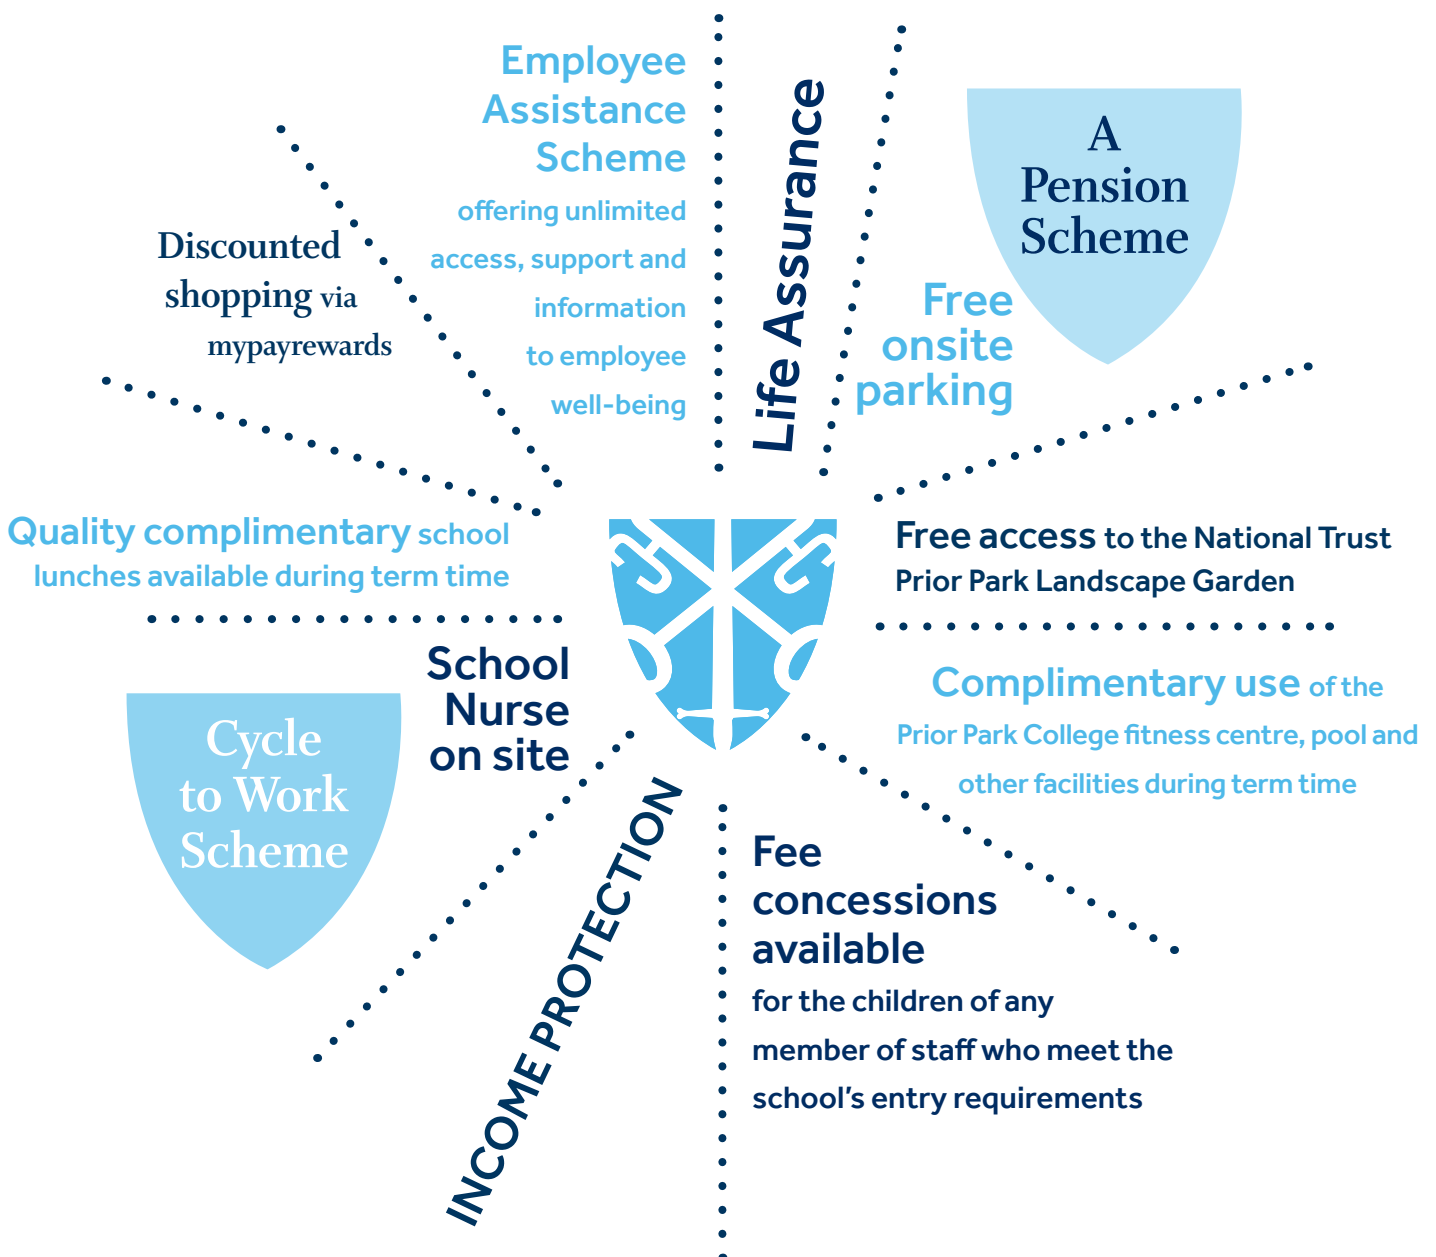 Employee
Assistance
Scheme
offering unlimited
access, support and
information
to employee
well-being
Life Assurance
A
Pension
Scheme
Free
onsite
parking
Discounted
shopping via
mypayrewards
Quality complimentary school
lunches available during term time
Free access to the National Trust
Prior Park Landscape Garden
School
Nurse
on site
Cycle
to Work
Scheme
Complimentary use of the
Prior Park College fitness centre, pool and
other facilities during term time
INCOME PROTECTION
Fee
concessions
available
for the children of any
member of staff who meet the
school's entry requirements